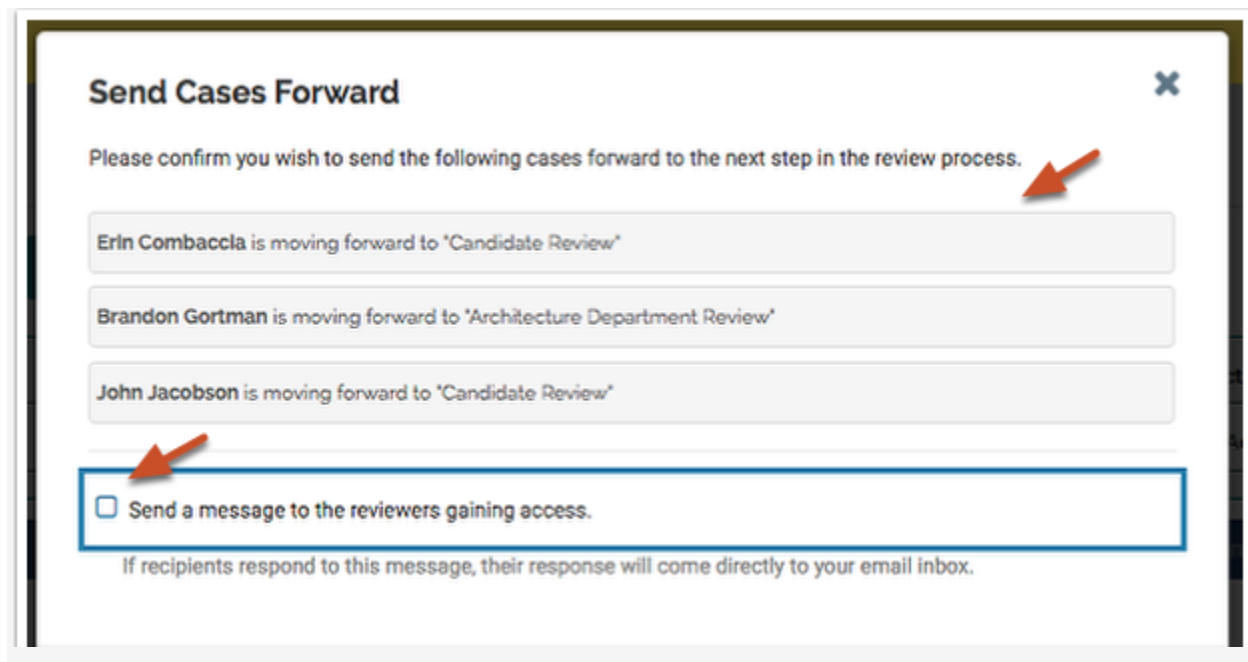 Send Cases Forward
Please confirm you wish to send the following cases forward to the next step in the review process.
Erin Combaccia is moving forward to "Candidate Review"
Brandon Gortman is moving forward to "Architecture Department Review"
John Jacobson is moving forward to "Candidate Review"
Send a message to the reviewers gaining access.
If recipients respond to this message, their response will come directly to your email inbox.